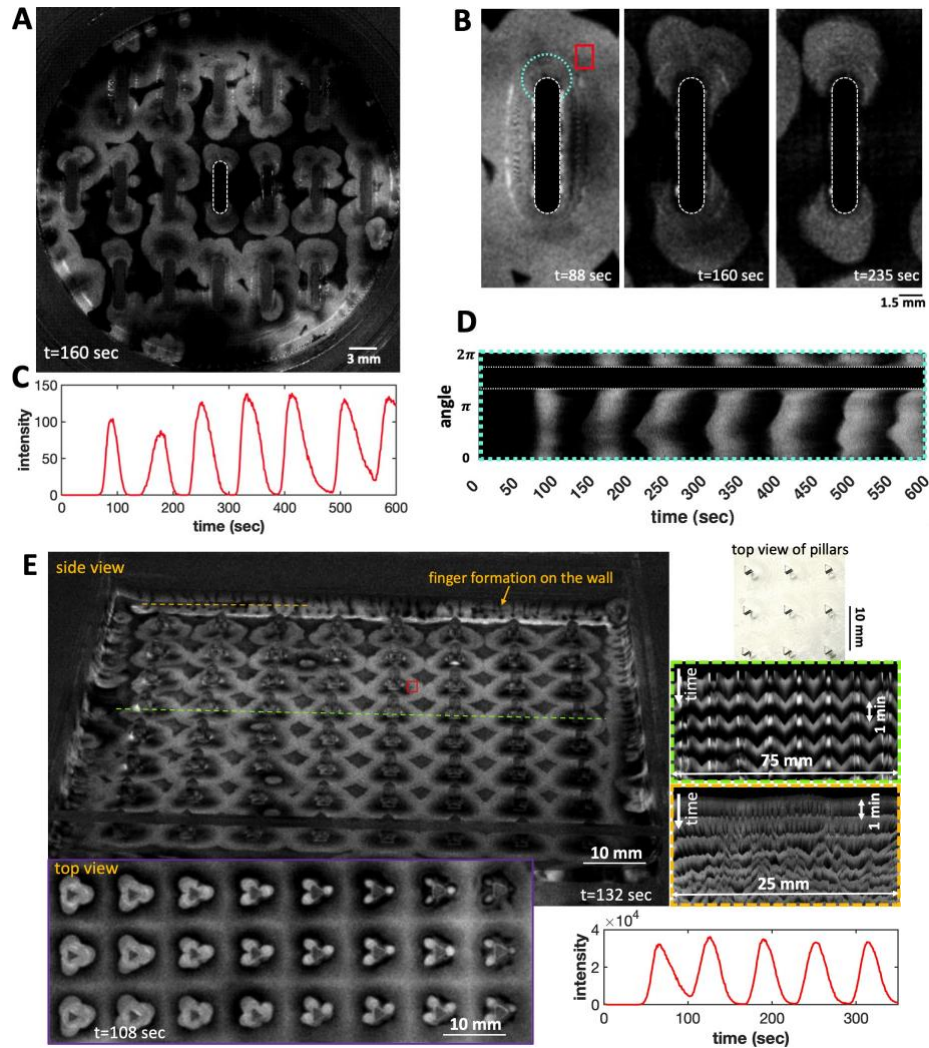 A
t=160 sec
3 mm
B
t=88 sec
t=160 sec
t=235 sec
1.5 mm
C
150
100
50
0
intensity
0 100 200 300 400 500 600
time (sec)
D
2π
π
0
angle
0 50 100 150 200 250 300 350 400 450 500 550 600
time (sec)
E
side view
finger formation on the wall
10 mm
t=132 sec
top view of pillars
10 mm
time
1 min
75 mm
time
1 min
25 mm
top view
t=108 sec
10 mm
×10⁴
4
2
0
intensity
0 100 200 300
time (sec)